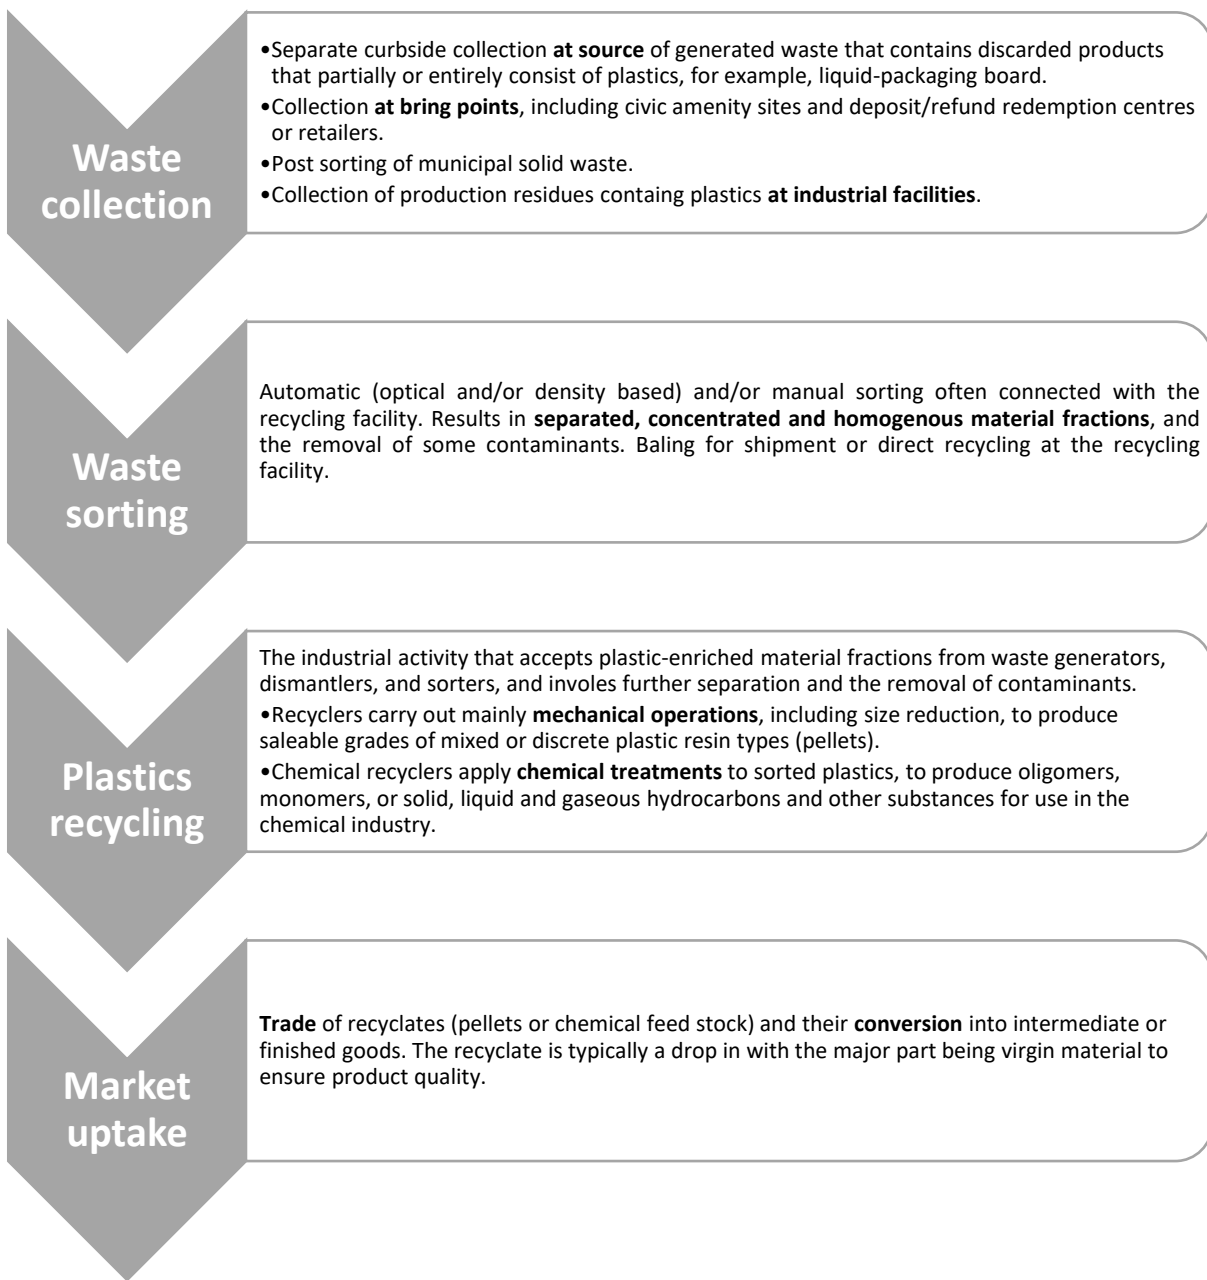 Waste
collection
•Separate curbside collection at source of generated waste that contains discarded products
that partially or entirely consist of plastics, for example, liquid-packaging board.
•Collection at bring points, including civic amenity sites and deposit/refund redemption centres
or retailers.
•Post sorting of municipal solid waste.
•Collection of production residues containg plastics at industrial facilities.
Waste
sorting
Automatic (optical and/or density based) and/or manual sorting often connected with the
recycling facility. Results in separated, concentrated and homogenous material fractions, and
the removal of some contaminants. Baling for shipment or direct recycling at the recycling
facility.
Plastics
recycling
The industrial activity that accepts plastic-enriched material fractions from waste generators,
dismantlers, and sorters, and involes further separation and the removal of contaminants.
•Recyclers carry out mainly mechanical operations, including size reduction, to produce
saleable grades of mixed or discrete plastic resin types (pellets).
•Chemical recyclers apply chemical treatments to sorted plastics, to produce oligomers,
monomers, or solid, liquid and gaseous hydrocarbons and other substances for use in the
chemical industry.
Market
uptake
Trade of recyclates (pellets or chemical feed stock) and their conversion into intermediate or
finished goods. The recyclate is typically a drop in with the major part being virgin material to
ensure product quality.